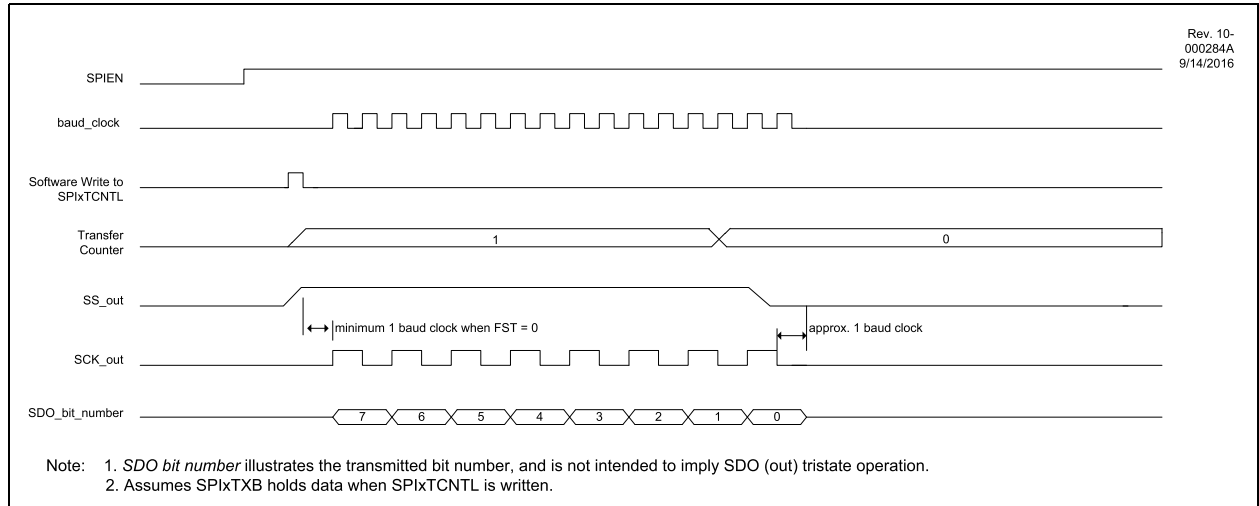 Rev. 10-
000284A
9/14/2016
SPIEN
baud_clock
Software Write to
SPIxTCNTL
Transfer
Counter
1
0
SS_out
minimum 1 baud clock when FST = 0
approx. 1 baud clock
SCK_out
SDO_bit_number
7 6 5 4 3 2 1 0
Note: 1. SDO bit number illustrates the transmitted bit number, and is not intended to imply SDO (out) tristate operation.
2. Assumes SPIxTXB holds data when SPIxTCNTL is written.